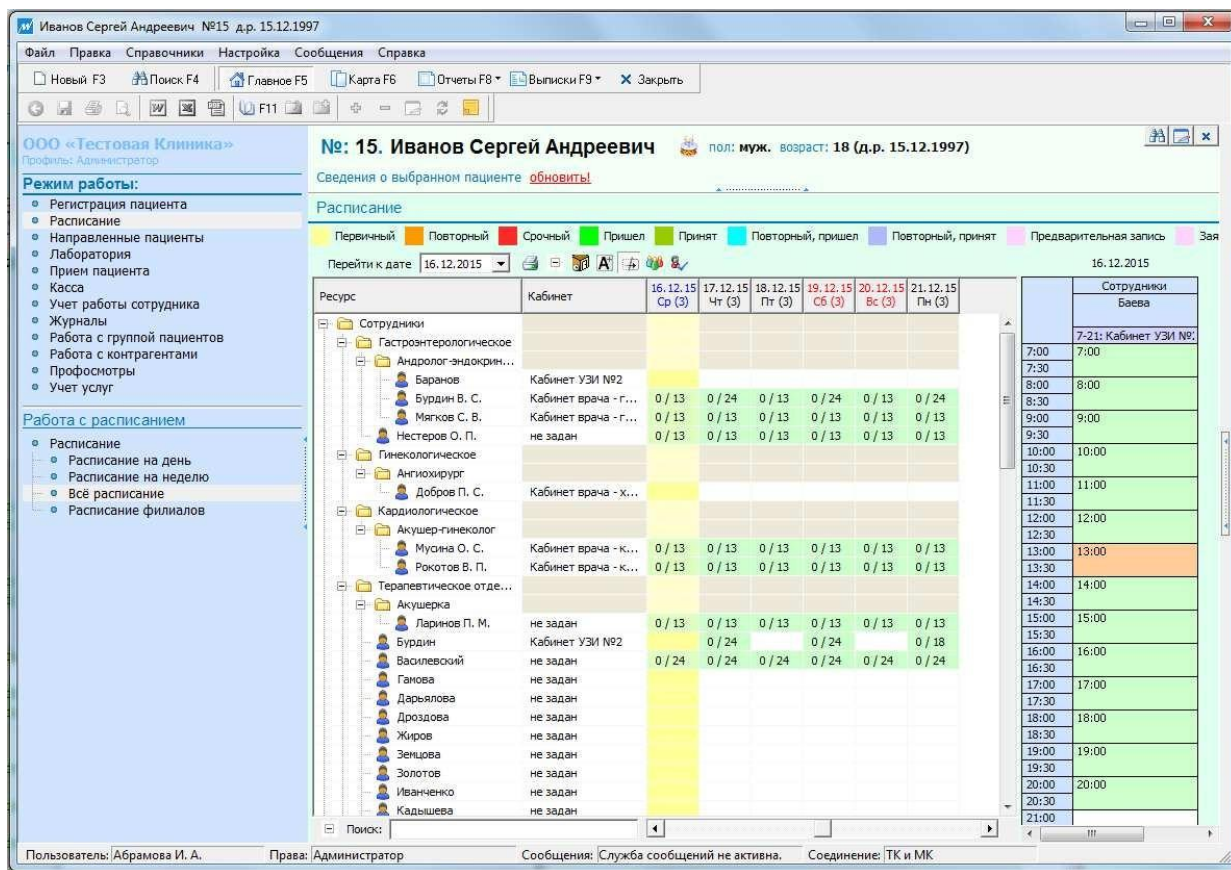 Иванов Сергей Андреевич №15 д.р. 15.12.1997
Файл Правка Справочники Настройка Сообщения Справка
Новый F3 Поиск F4 Главное F5 Карта F6 Отчеты F8 Выписки F9 Закрыть
F11
ООО «Тестовая Клиника»
Профиль: Администратор
Режим работы:
Регистрация пациента
Расписание
Направленные пациенты
Лаборатория
Прием пациента
Касса
Учет работы сотрудника
Журналы
Работа с группой пациентов
Работа с контрагентами
Профосмотры
Учет услуг
Работа с расписанием
Расписание
Расписание на день
Расписание на неделю
Всё расписание
Расписание филиалов
№: 15. Иванов Сергей Андреевич пол: муж. возраст: 18 (д.р. 15.12.1997)
Сведения о выбранном пациенте обновить!
Расписание
Первичный Повторный Срочный Пришел Принят Повторный, пришел Повторный, принят Предварительная запись Зая
Перейти к дате 16.12.2015
Ресурс Кабинет 16.12.15 Ср (3) 17.12.15 Чт (3) 18.12.15 Пт (3) 19.12.15 Сб (3) 20.12.15 Вс (3) 21.12.15 Пн (3)
Сотрудники
Гастроэнтерологическое
Андролог-эндокрин...
Баранов Кабинет УЗИ №2
Бурдин В. С. Кабинет врача - г... 0 / 13 0 / 24 0 / 13 0 / 24 0 / 13 0 / 24
Мягков С. В. Кабинет врача - г... 0 / 13 0 / 13 0 / 13 0 / 13 0 / 13 0 / 13
Нестеров О. П. не задан 0 / 13 0 / 13 0 / 13 0 / 13 0 / 13 0 / 13
Гинекологическое
Ангиохирург
Добров П. С. Кабинет врача - х...
Кардиологическое
Акушер-гинеколог
Мусина О. С. Кабинет врача - к... 0 / 13 0 / 13 0 / 13 0 / 13 0 / 13 0 / 13
Рокотов В. П. Кабинет врача - к... 0 / 13 0 / 13 0 / 13 0 / 13 0 / 13 0 / 13
Терапевтическое отде...
Акушерка
Ларинов П. М. не задан 0 / 13 0 / 13 0 / 13 0 / 13 0 / 13 0 / 13
Бурдин Кабинет УЗИ №2 0 / 24 0 / 24 0 / 18
Василевский не задан 0 / 24 0 / 24 0 / 24 0 / 24 0 / 24 0 / 24
Гамова не задан
Дарьялова не задан
Дроздова не задан
Жиров не задан
Земцова не задан
Золотов не задан
Иванченко не задан
Кадышева не задан
Поиск:
16.12.2015
Сотрудники
Баева
7-21: Кабинет УЗИ №
7:00 7:00
7:30
8:00 8:00
8:30
9:00 9:00
9:30
10:00 10:00
10:30
11:00 11:00
11:30
12:00 12:00
12:30
13:00 13:00
13:30
14:00 14:00
14:30
15:00 15:00
15:30
16:00 16:00
16:30
17:00 17:00
17:30
18:00 18:00
18:30
19:00 19:00
19:30
20:00 20:00
20:30
21:00
Пользователь: Абрамова И. А. Права: Администратор Сообщения: Служба сообщений не активна. Соединение: ТК и МК